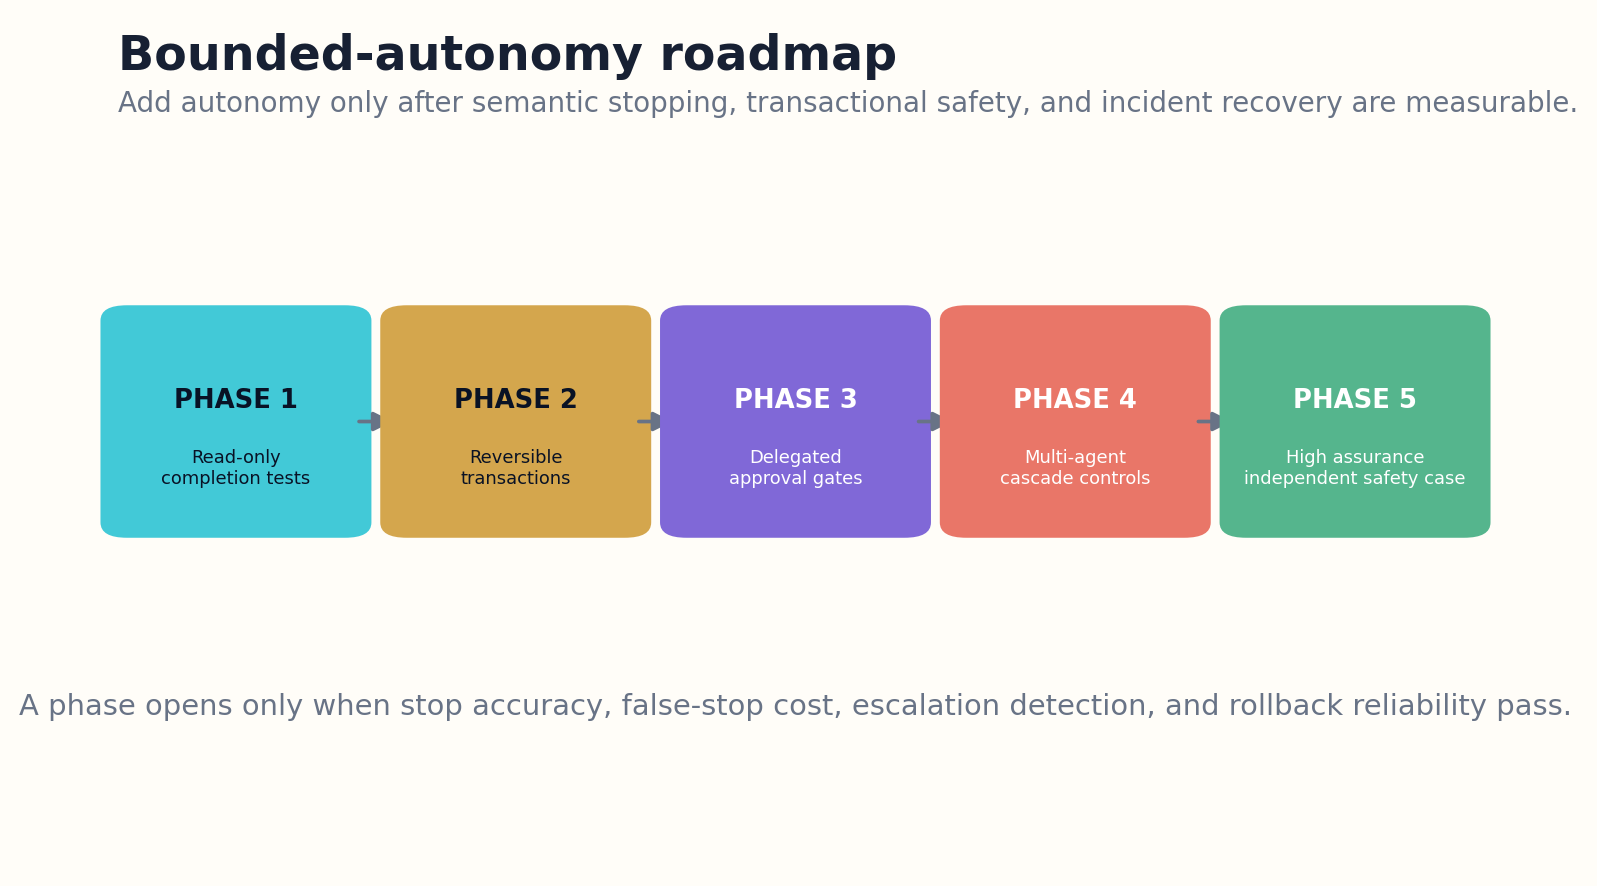 Bounded-autonomy roadmap
Add autonomy only after semantic stopping, transactional safety, and incident recovery are measurable.
PHASE 1
Read-only
completion tests
PHASE 2
Reversible
transactions
PHASE 3
Delegated
approval gates
PHASE 4
Multi-agent
cascade controls
PHASE 5
High assurance
independent safety case
A phase opens only when stop accuracy, false-stop cost, escalation detection, and rollback reliability pass.